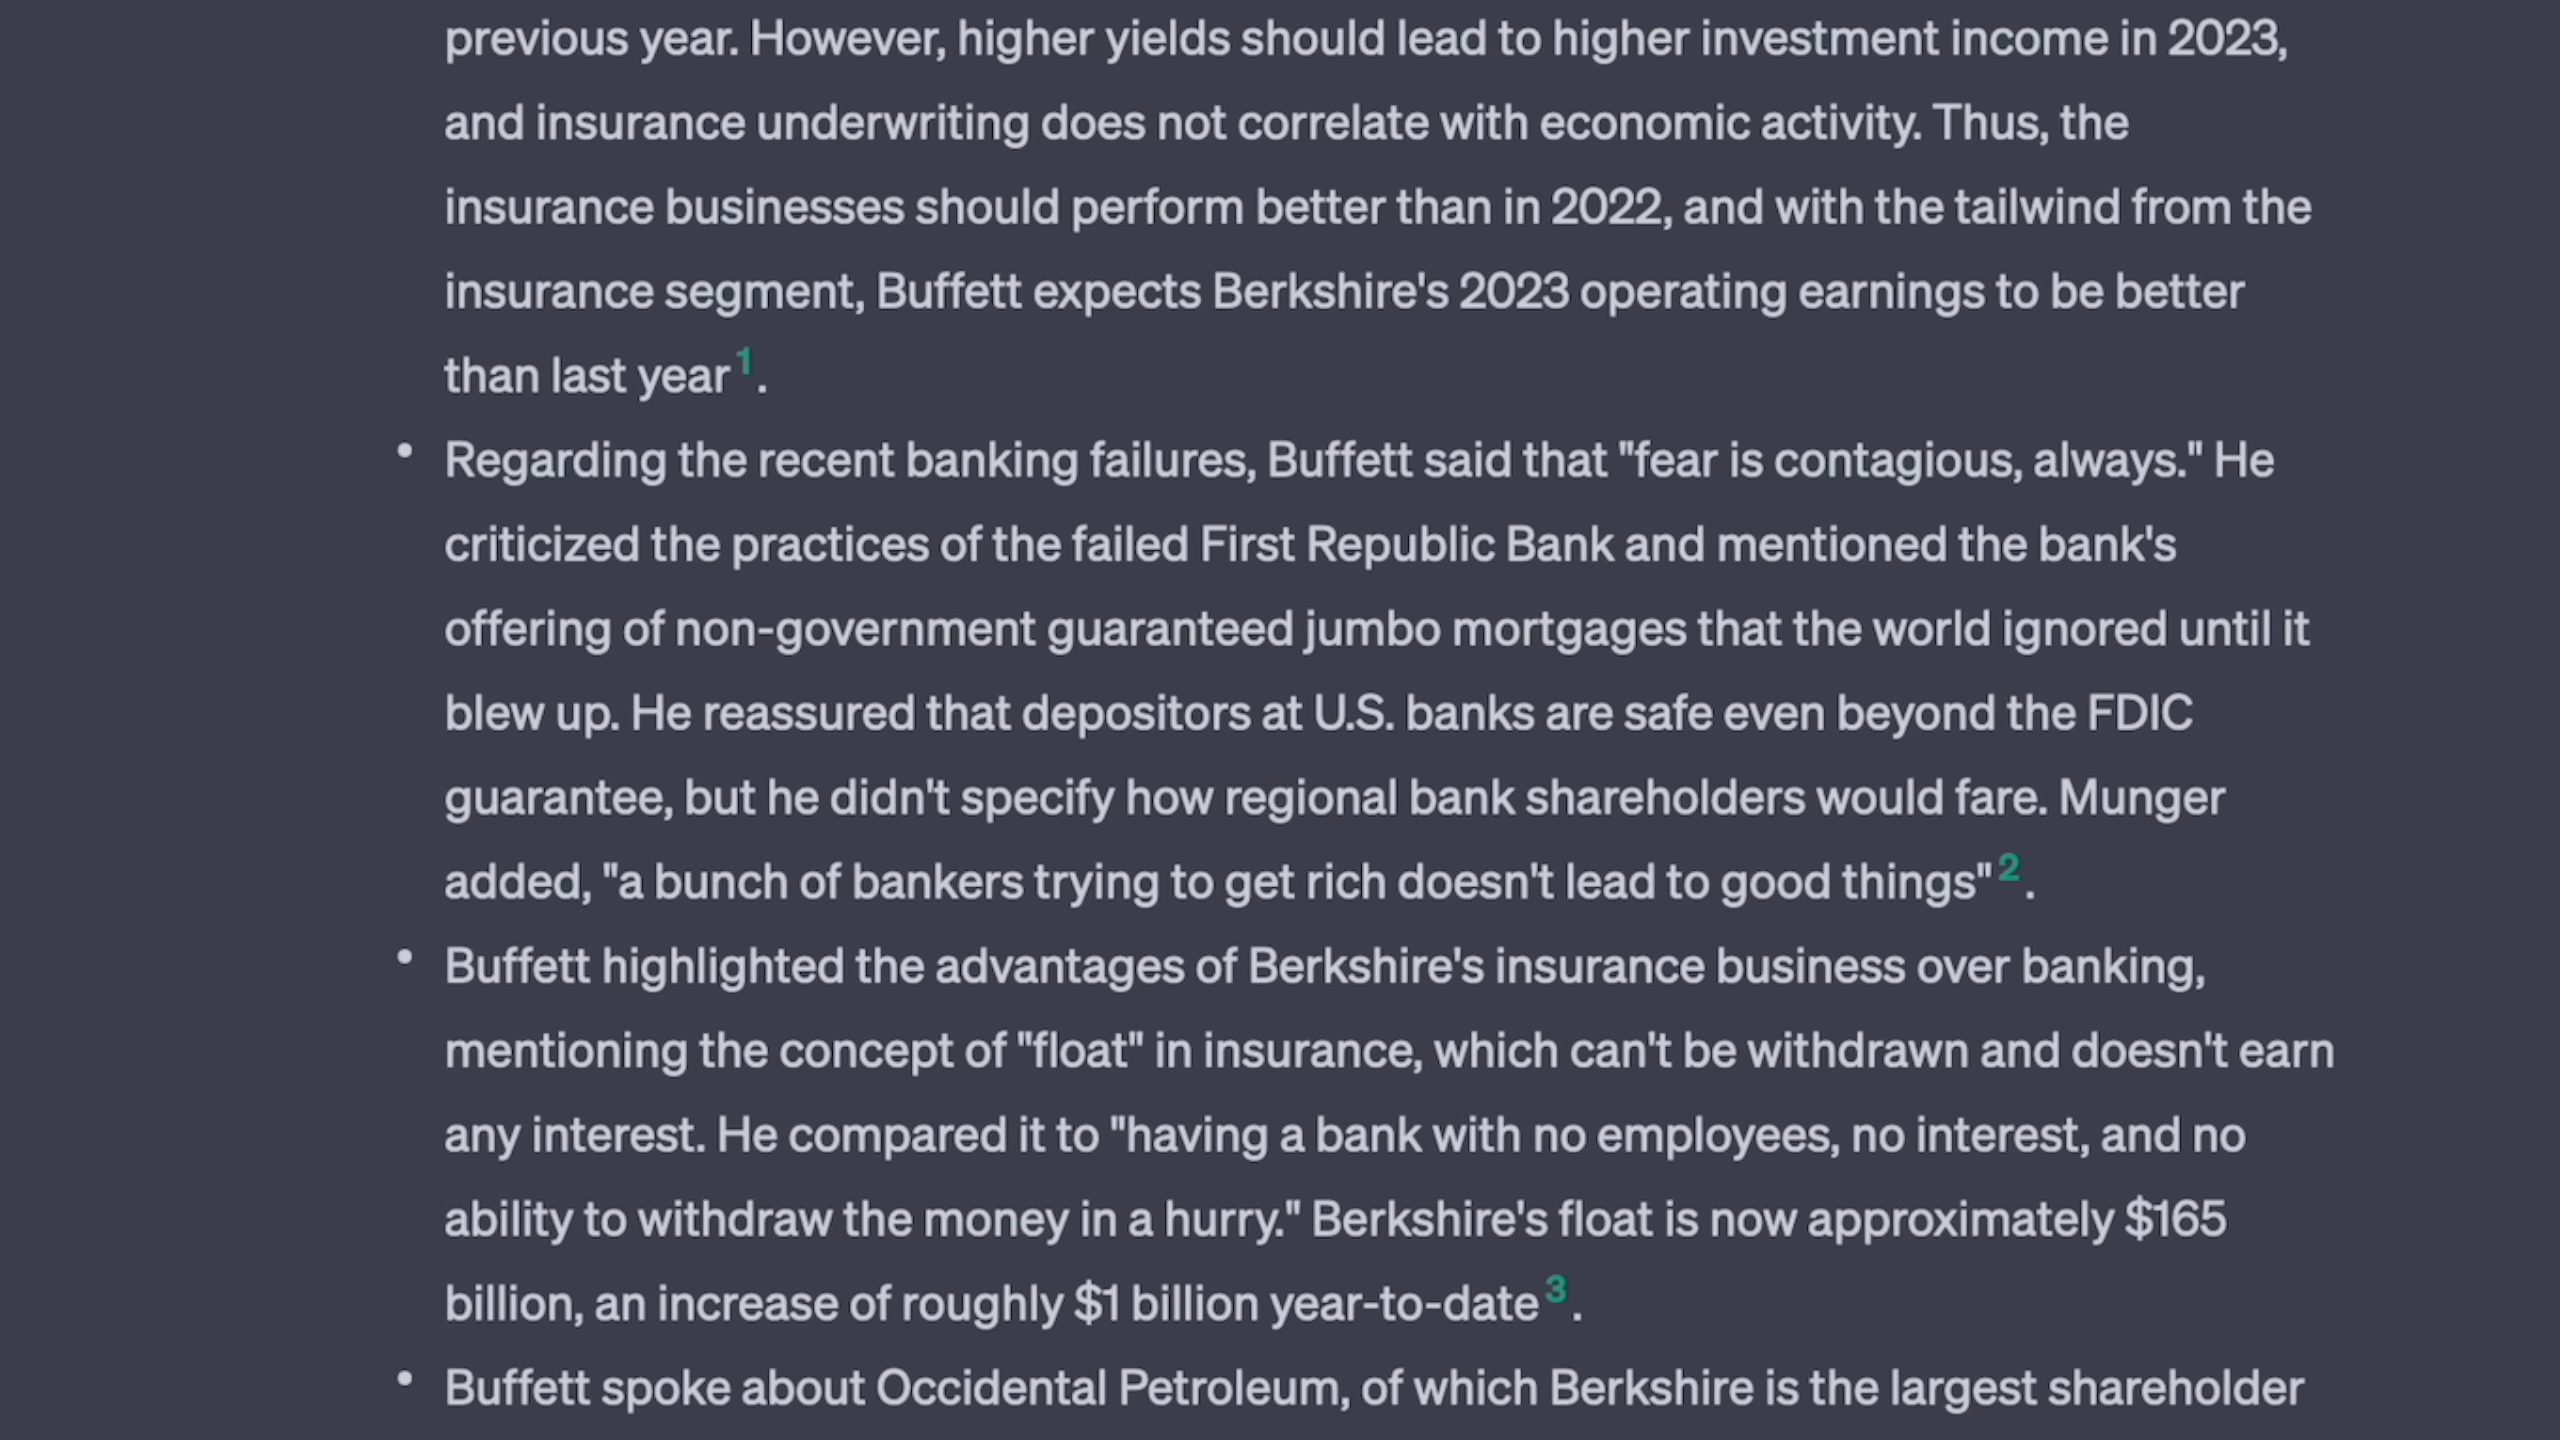 previous year. However, higher yields should lead to higher investment income in 2023,
and insurance underwriting does not correlate with economic activity. Thus, the
insurance businesses should perform better than in 2022, and with the tailwind from the
insurance segment, Buffett expects Berkshire's 2023 operating earnings to be better
than last year 1.
• Regarding the recent banking failures, Buffett said that "fear is contagious, always." He
criticized the practices of the failed First Republic Bank and mentioned the bank's
offering of non-government guaranteed jumbo mortgages that the world ignored until it
blew up. He reassured that depositors at U.S. banks are safe even beyond the FDIC
guarantee, but he didn't specify how regional bank shareholders would fare. Munger
added, "a bunch of bankers trying to get rich doesn't lead to good things" 2.
• Buffett highlighted the advantages of Berkshire's insurance business over banking,
mentioning the concept of "float" in insurance, which can't be withdrawn and doesn't earn
any interest. He compared it to "having a bank with no employees, no interest, and no
ability to withdraw the money in a hurry." Berkshire's float is now approximately $165
billion, an increase of roughly $1 billion year-to-date 3.
• Buffett spoke about Occidental Petroleum, of which Berkshire is the largest shareholder